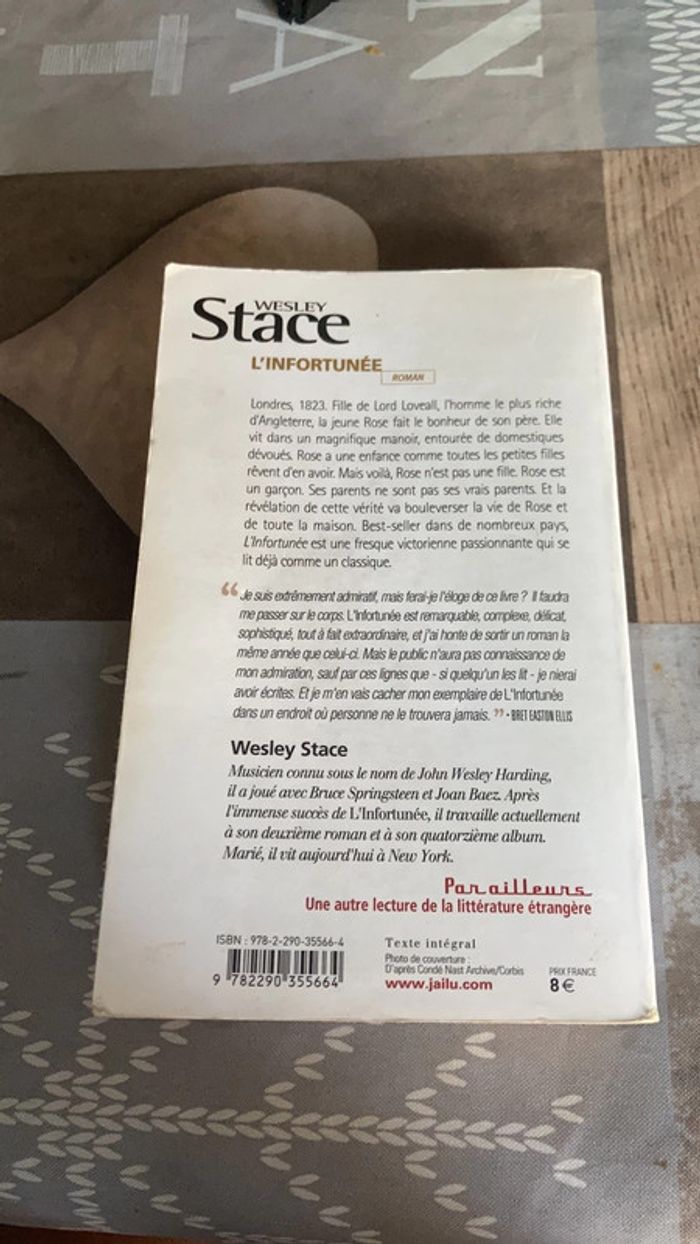 T A N
WESLEY
Stace
L'INFORTUNÉE
ROMAN
Londres, 1823. Fille de Lord Loveall, l'homme le plus riche
d'Angleterre, la jeune Rose fait le bonheur de son père. Elle
vit dans un magnifique manoir, entourée de domestiques
dévoués. Rose a une enfance comme toutes les petites filles
rêvent d'en avoir. Mais voilà, Rose n'est pas une fille. Rose est
un garçon. Ses parents ne sont pas ses vrais parents. Et la
révélation de cette vérité va bouleverser la vie de Rose et
de toute la maison. Best-seller dans de nombreux pays,
L'Infortunée est une fresque victorienne passionnante qui se
lit déjà comme un classique.
“ Je suis extrêmement admiratif, mais ferai-je l'éloge de ce livre ? Il faudra
me passer sur le corps. L'Infortunée est remarquable, complexe, délicat,
sophistiqué, tout à fait extraordinaire, et j'ai honte de sortir un roman la
même année que celui-ci. Mais le public n'aura pas connaissance de
mon admiration, sauf par ces lignes que - si quelqu'un les lit - je nierai
avoir écrites. Et je m'en vais cacher mon exemplaire de L'Infortunée
dans un endroit où personne ne le trouvera jamais. ” - BRET EASTON ELLIS
Wesley Stace
Musicien connu sous le nom de John Wesley Harding,
il a joué avec Bruce Springsteen et Joan Baez. Après
l'immense succès de L'Infortunée, il travaille actuellement
à son deuxième roman et à son quatorzième album.
Marié, il vit aujourd'hui à New York.
Par ailleurs
Une autre lecture de la littérature étrangère
ISBN : 978-2-290-35566-4
9 782290 355664
Texte intégral
Photo de couverture :
D'après Condé Nast Archive/Corbis
www.jailu.com
PRIX FRANCE
8€